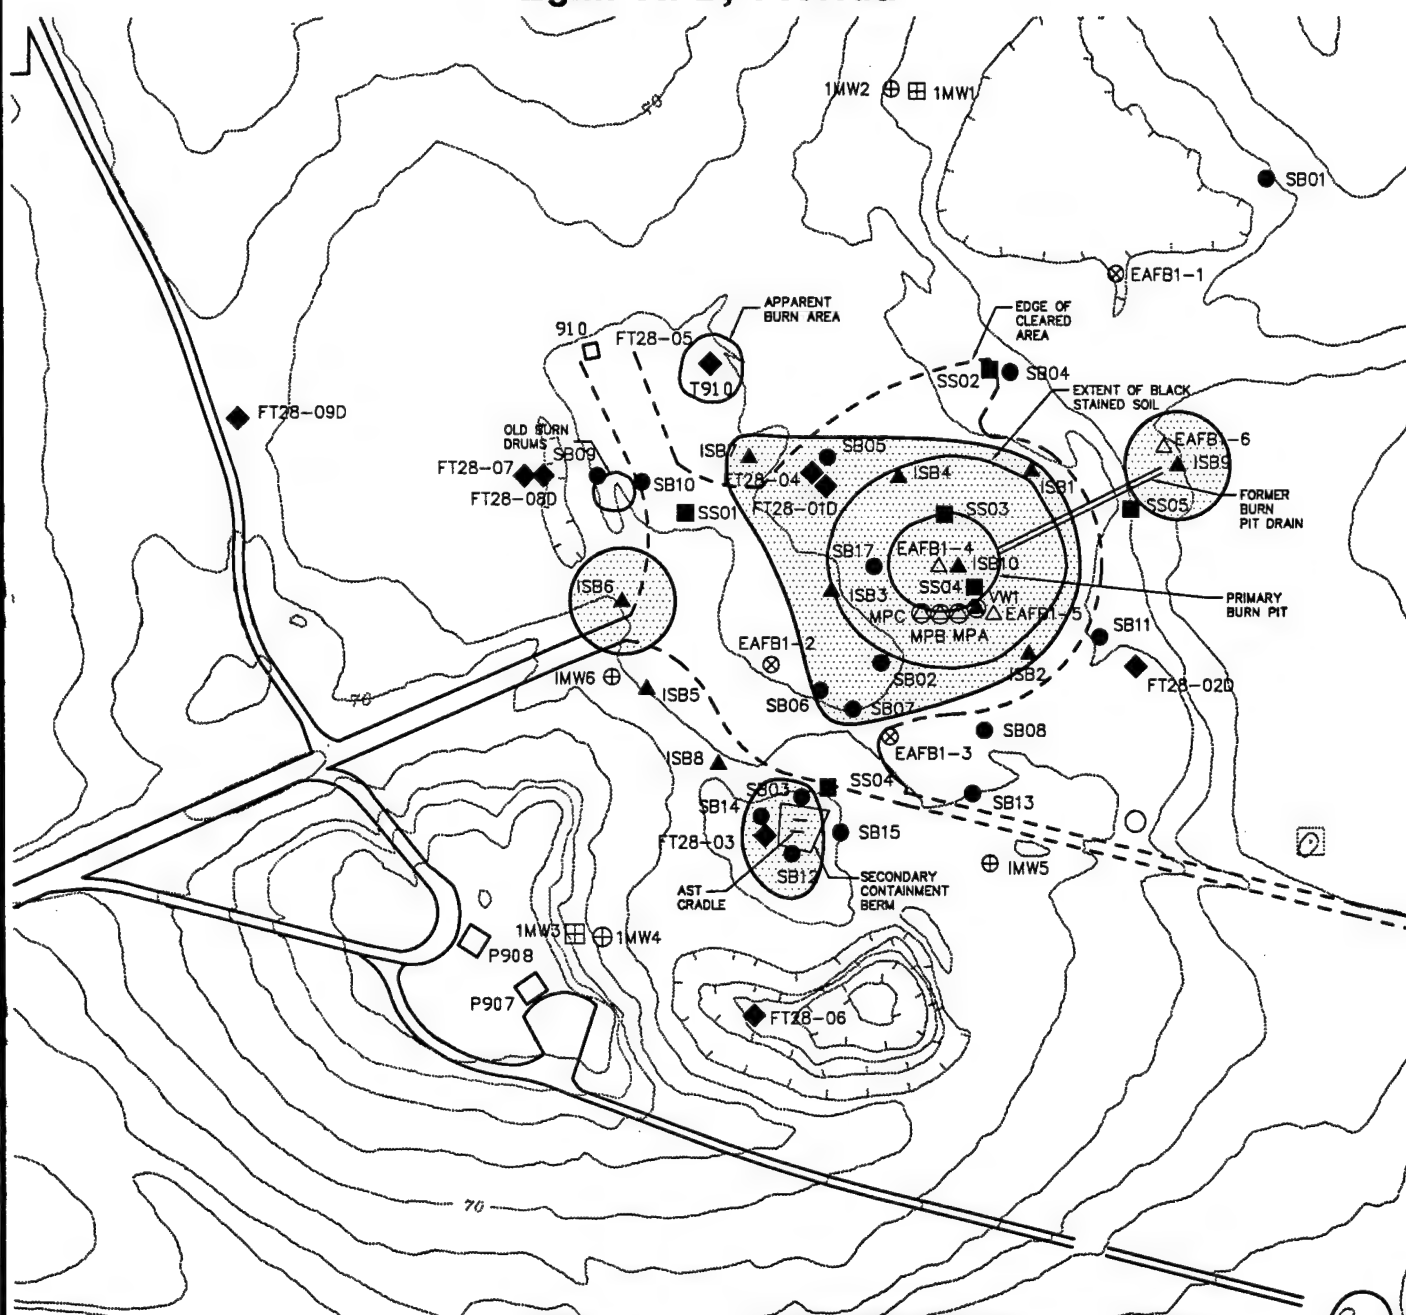 70
1MW2
1MW1
SB01
EAFB1-1
APPARENT
BURN AREA
EDGE OF
CLEARED
AREA
910
FT28-05
T910
SS02
SB04
EXTENT OF BLACK
STAINED SOIL
FT28-09D
OLD BURN
DRUMS
SB09
FT28-07
FT28-08D
SB10
SS01
ISB7
SB05
FT28-04
FT28-01D
ISB4
ISB1
EAFB1-6
ISB9
SS05
FORMER
BURN
PIT DRAIN
SS03
SB17
EAFB1-4
ISB10
SS04
VW1
ISB3
MPC
EAFB1-5
MPB
MPA
PRIMARY
BURN PIT
ISB6
SB11
FT28-02D
EAFB1-2
IMW6
ISB5
SB02
ISB2
SB06
SB07
70
SB08
EAFB1-3
ISB8
SS04
SB03
SB14
SB13
FT28-03
SB15
SB12
IMW5
AST
CRADLE
SECONDARY
CONTAINMENT
BERM
1MW3
1MW4
P908
P907
FT28-06
70